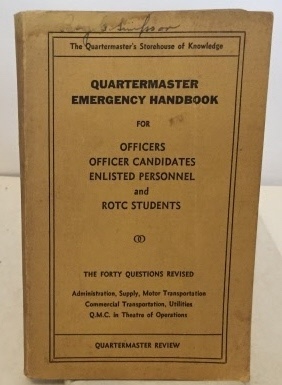 The Quartermaster's Storehouse of Knowledge
QUARTERMASTER
EMERGENCY HANDBOOK
FOR
OFFICERS
OFFICER CANDIDATES
ENLISTED PERSONNEL
and
ROTC STUDENTS
THE FORTY QUESTIONS REVISED
Administration, Supply, Motor Transportation
Commercial Transportation, Utilities
Q.M.C. in Theatre of Operations
QUARTERMASTER REVIEW